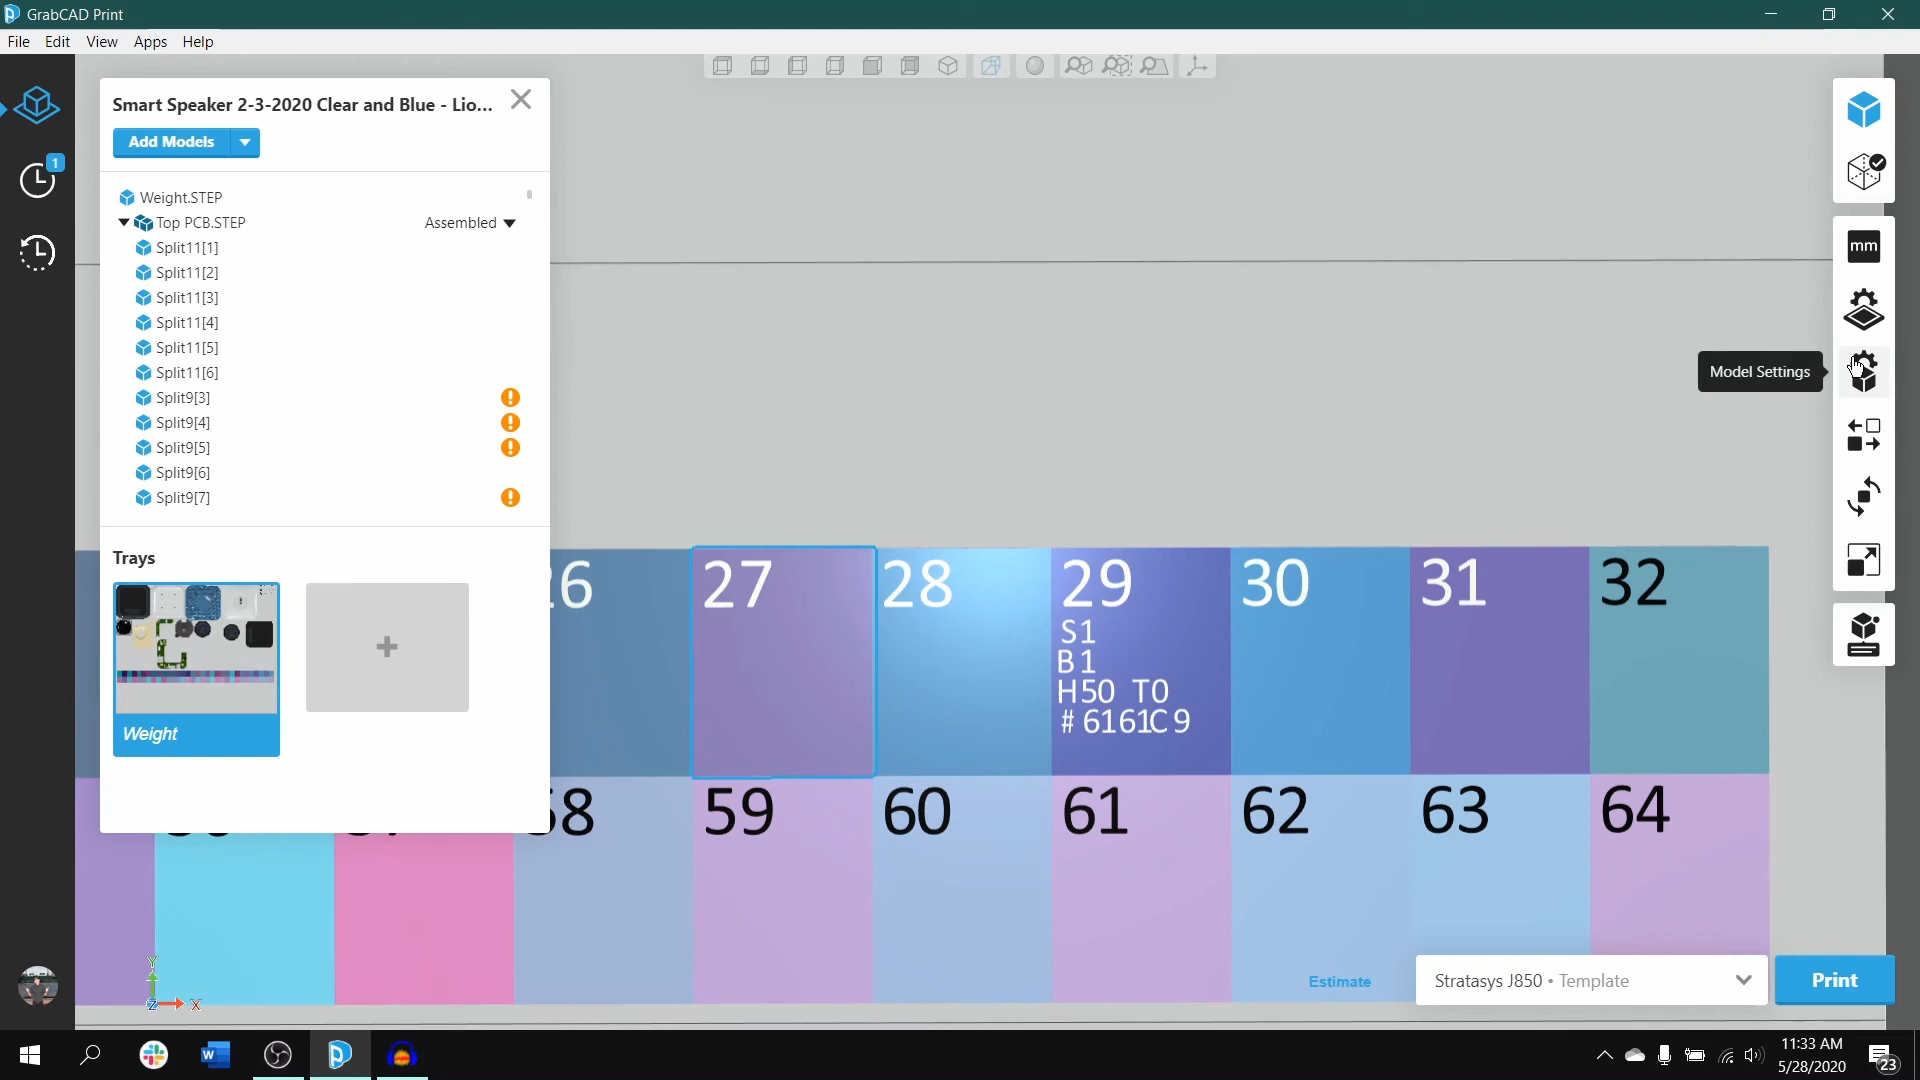 GrabCAD Print
File Edit View Apps Help
Smart Speaker 2-3-2020 Clear and Blue - Lio...
Add Models
1
Weight.STEP
Top PCB.STEP Assembled
Split11[1]
Split11[2]
Split11[3]
Split11[4]
Split11[5]
Split11[6]
Split9[3]
Split9[4]
Split9[5]
Split9[6]
Split9[7]
Trays
Weight
mm
Model Settings
27 28 29 30 31 32
S1
B1
H50 T0
#6161C9
59 60 61 62 63 64
Y
Z X
Estimate
Stratasys J850 • Template
Print
11:33 AM
5/28/2020
23